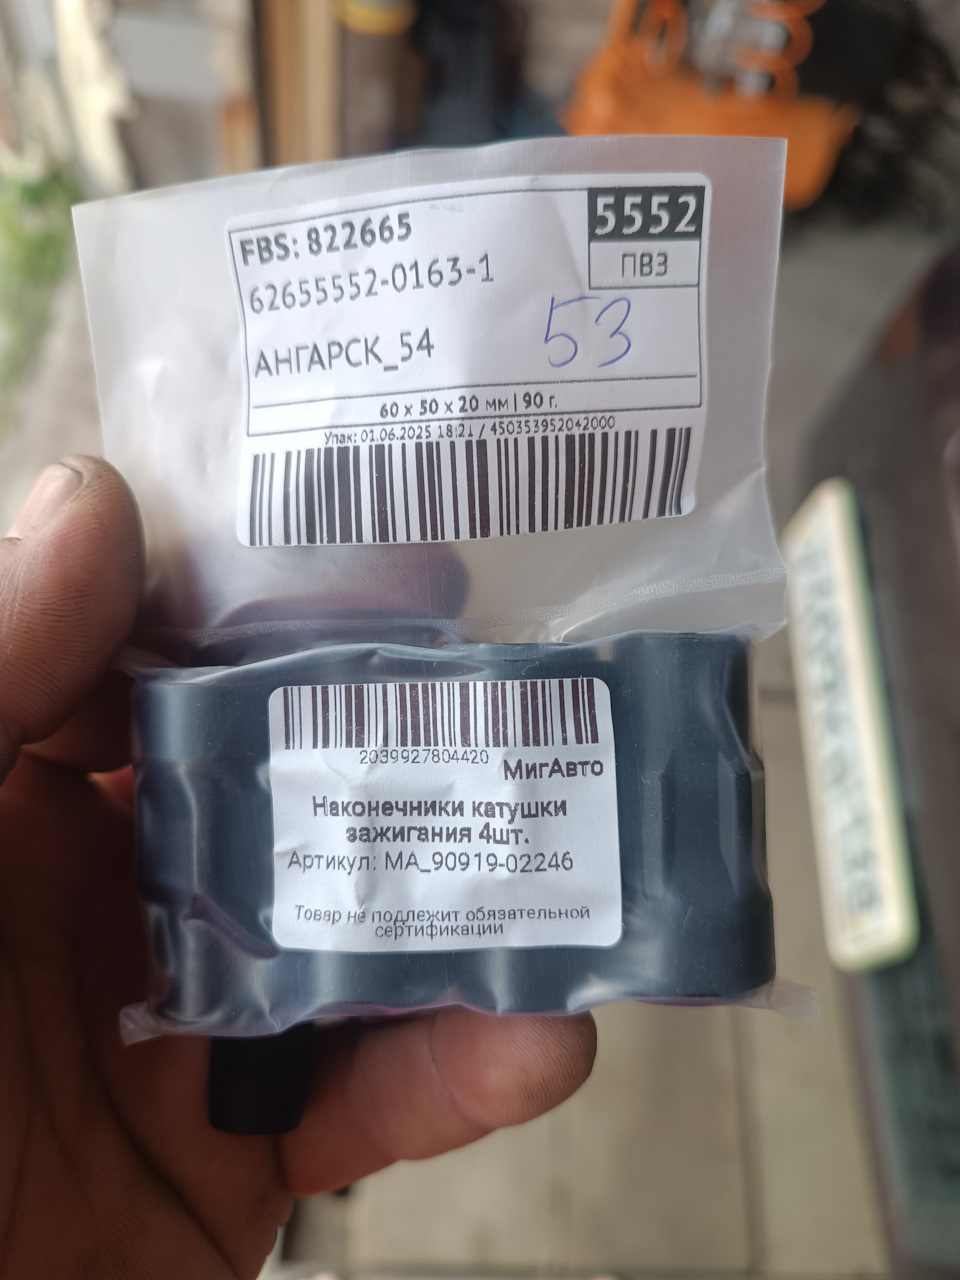 FBS: 822665
5552
62655552-0163-1
ПВЗ
53
АНГАРСК_54
60 x 50 x 20 мм | 90 г.
Упак: 01.06.2025 18:21 / 450353952042000
2039927804420
МигАвто
Наконечники катушки
зажигания 4шт.
Артикул: MA_90919-02246
Товар не подлежит обязательной
сертификации